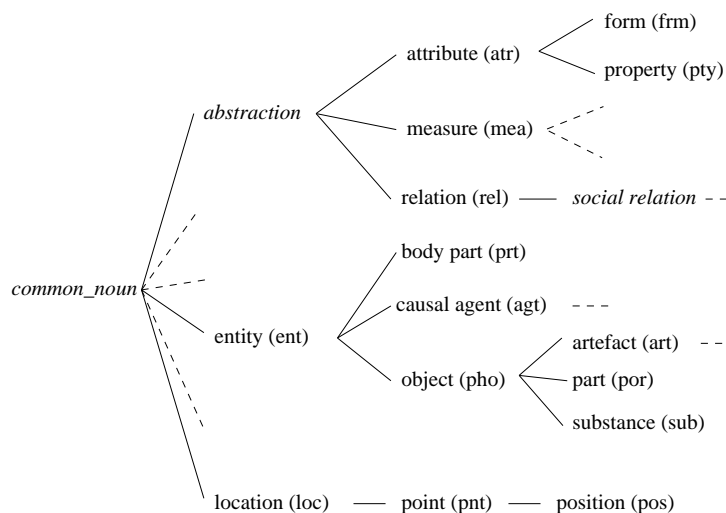 form (frm)
attribute (atr)
property (pty)
abstraction
measure (mea)
relation (rel)
social relation
body part (prt)
common_noun
causal agent (agt)
entity (ent)
artefact (art)
object (pho)
part (por)
substance (sub)
location (loc)
point (pnt)
position (pos)